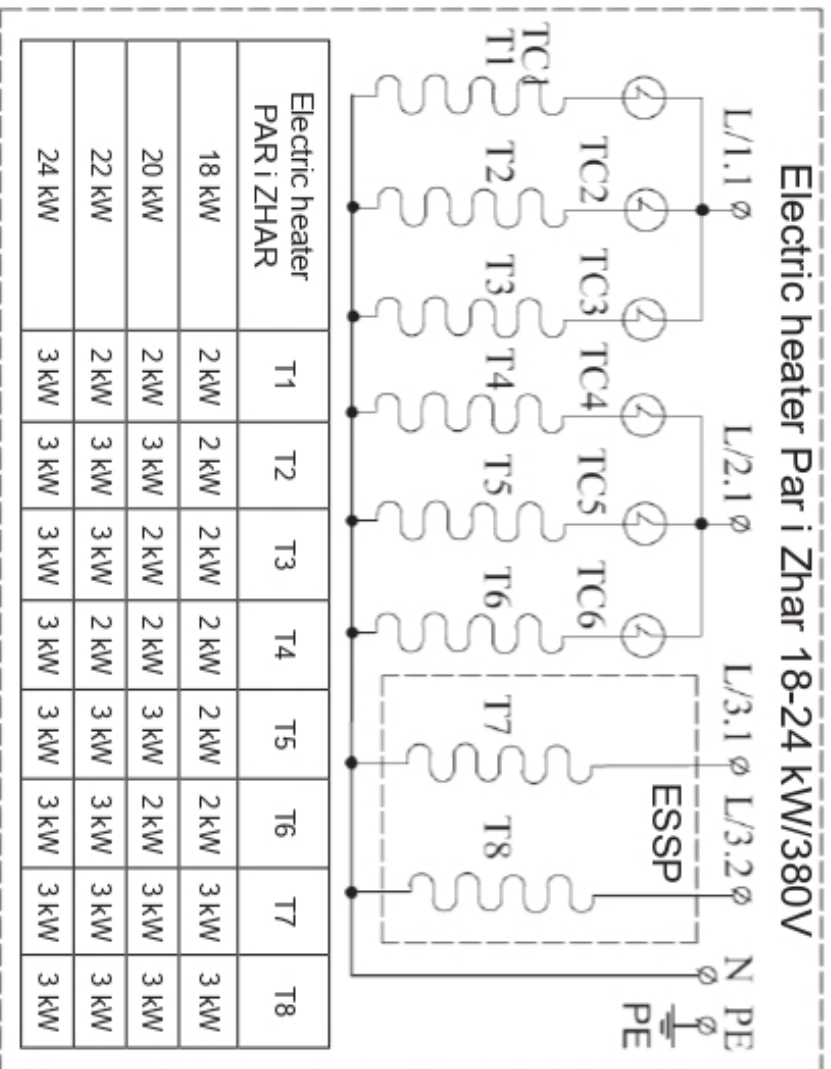 Electric heater Par i Zhar 18-24 kW/380V
L/1.1 L/2.1 L/3.1 L/3.2 N PE
PE
ESSP
TC1 TC2 TC3 TC4 TC5 TC6
T1 T2 T3 T4 T5 T6 T7 T8
Electric heater
PAR i ZHAR T1 T2 T3 T4 T5 T6 T7 T8
18 kW 2 kW 2 kW 2 kW 2 kW 2 kW 2 kW 3 kW 3 kW
20 kW 2 kW 3 kW 2 kW 2 kW 3 kW 2 kW 3 kW 3 kW
22 kW 2 kW 3 kW 3 kW 2 kW 3 kW 3 kW 3 kW 3 kW
24 kW 3 kW 3 kW 3 kW 3 kW 3 kW 3 kW 3 kW 3 kW